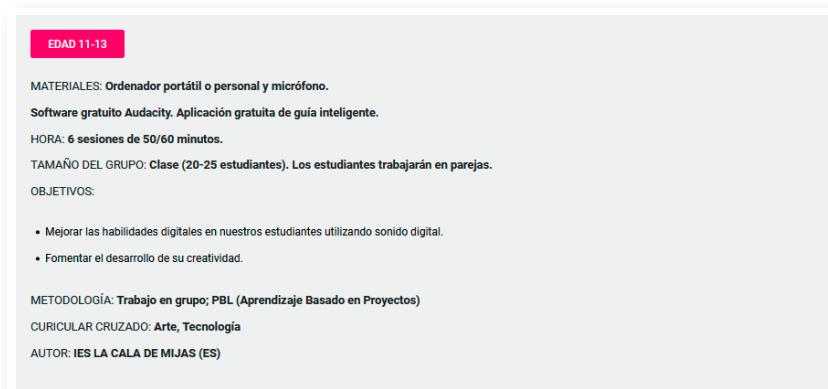 EDAD 11-13
MATERIALES: Ordenador portátil o personal y micrófono.
Software gratuito Audacity. Aplicación gratuita de guía inteligente.
HORA: 6 sesiones de 50/60 minutos.
TAMAÑO DEL GRUPO: Clase (20-25 estudiantes). Los estudiantes trabajarán en parejas.
OBJETIVOS:
• Mejorar las habilidades digitales en nuestros estudiantes utilizando sonido digital.
• Fomentar el desarrollo de su creatividad.
METODOLOGÍA: Trabajo en grupo; PBL (Aprendizaje Basado en Proyectos)
CURICULAR CRUZADO: Arte, Tecnología
AUTOR: IES LA CALA DE MIJAS (ES)